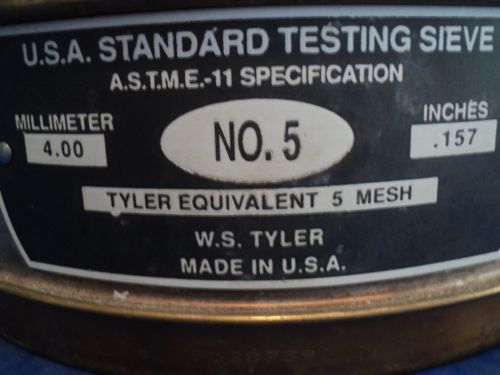 U.S.A. STANDARD TESTING SIEVE
A.S.T.M.E.-11 SPECIFICATION
MILLIMETER
4.00
NO. 5
INCHES
.157
TYLER EQUIVALENT 5 MESH
W.S. TYLER
MADE IN U.S.A.